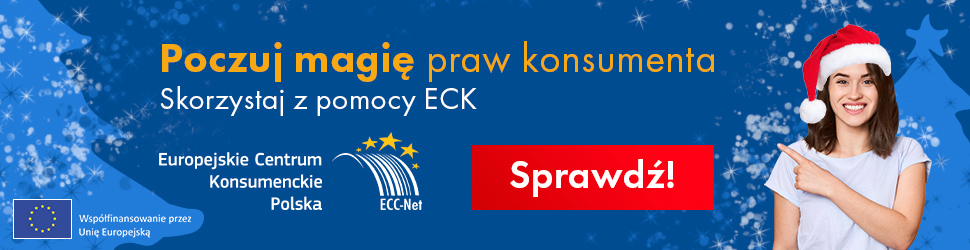 Poczuj magię praw konsumenta
Skorzystaj z pomocy ECK
Europejskie Centrum
Konsumenckie
Polska
ECC-Net
Sprawdź!
Współfinansowanie przez
Unię Europejską